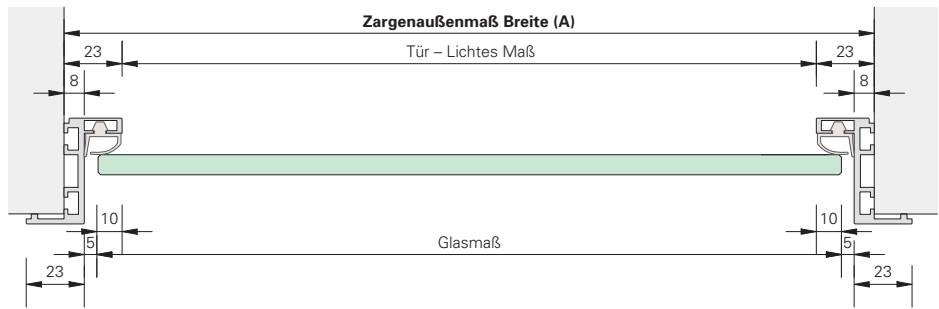 Zargenaußenmaß Breite (A)
23 Tür – Lichtes Maß 23
8 8
10 10
5 Glasmaß 5
23 23